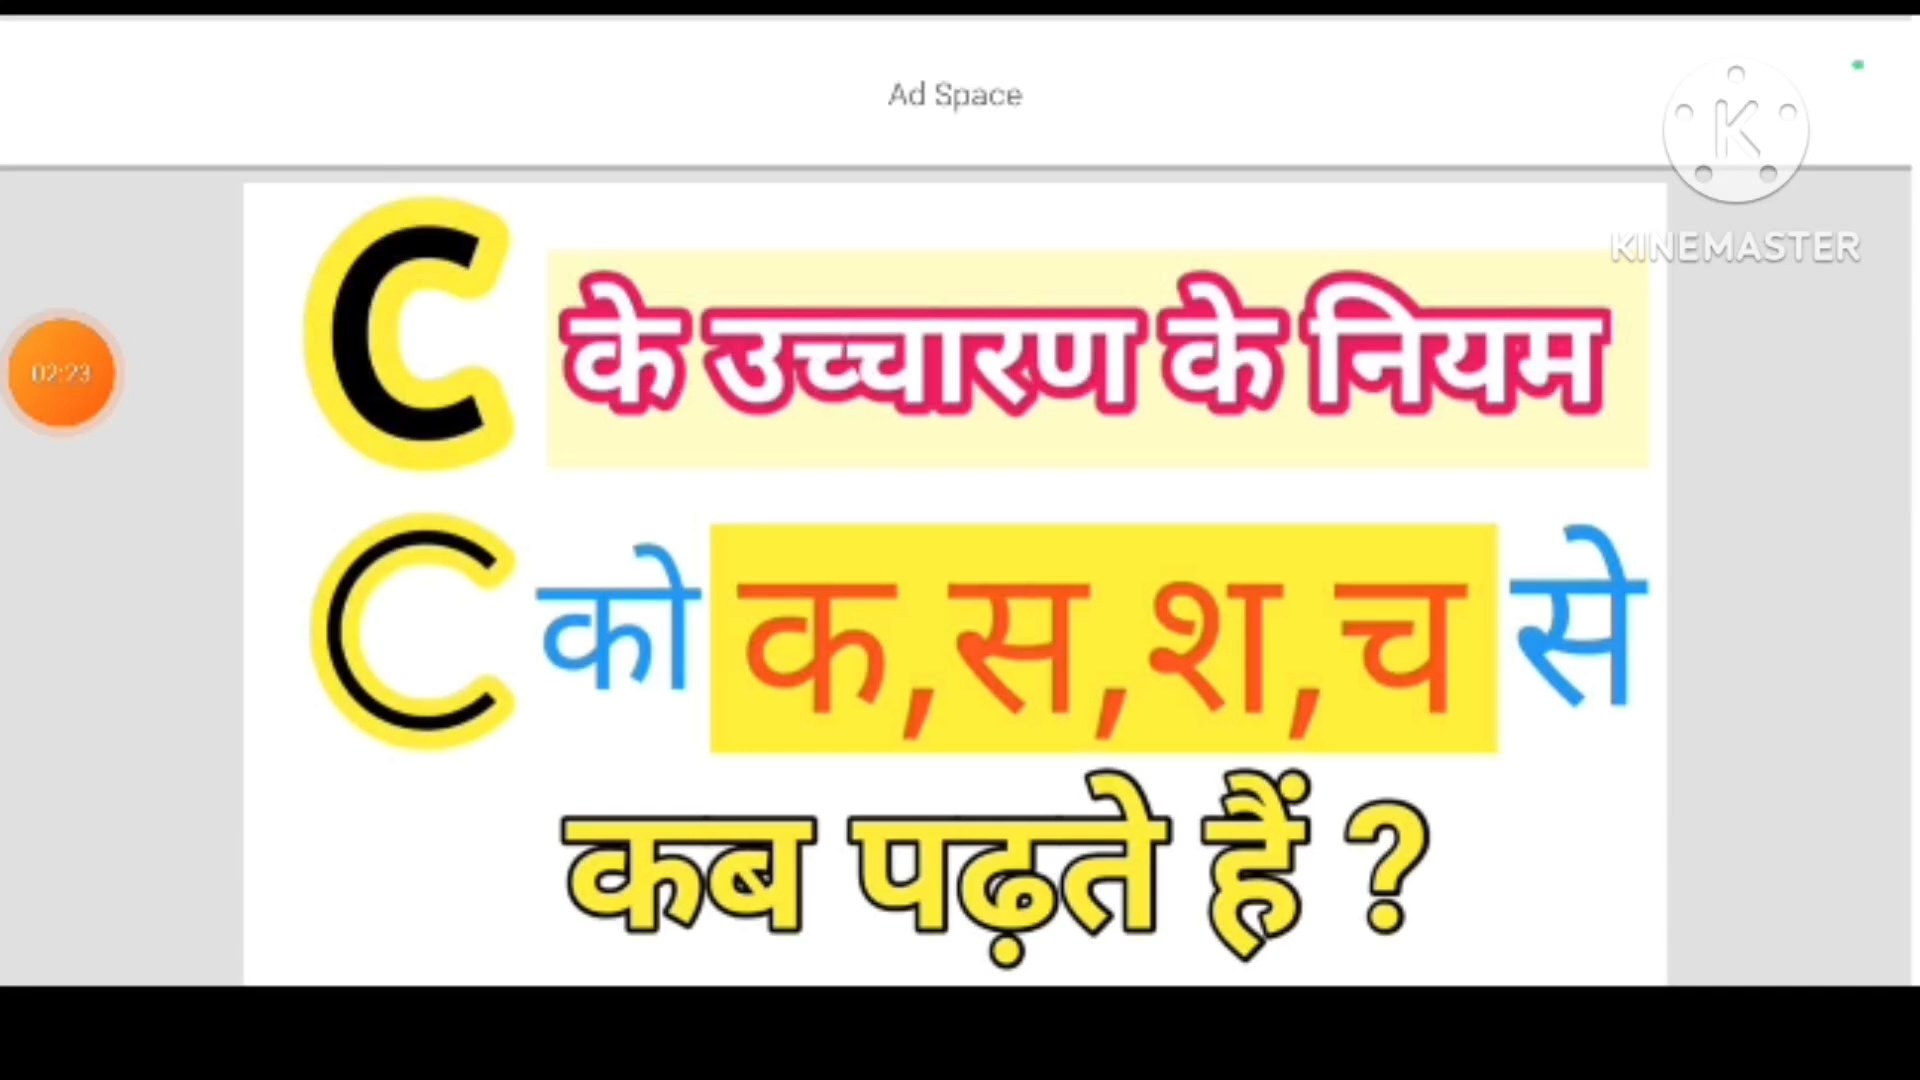 Ad Space
K
KINEMASTER
C के उच्चारण के नियम
02:23
C को क,स,श,च से
कब पढ़ते हैं ?